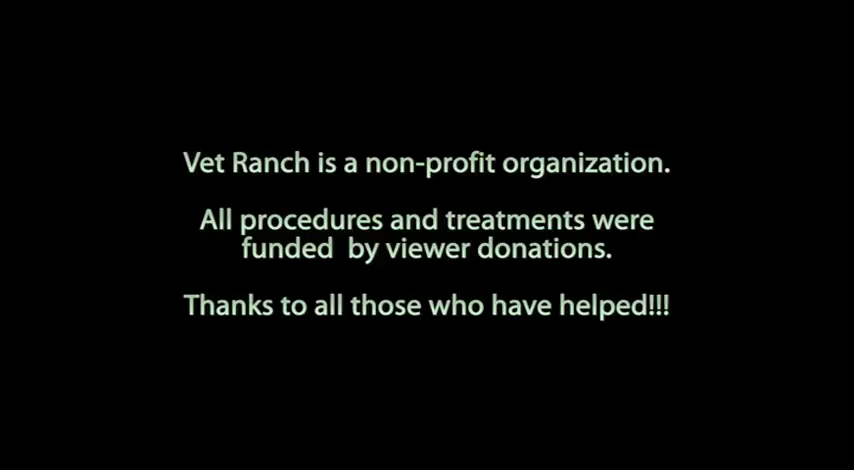 Vet Ranch is a non-profit organization.
All procedures and treatments were
funded  by viewer donations.
Thanks to all those who have helped!!!